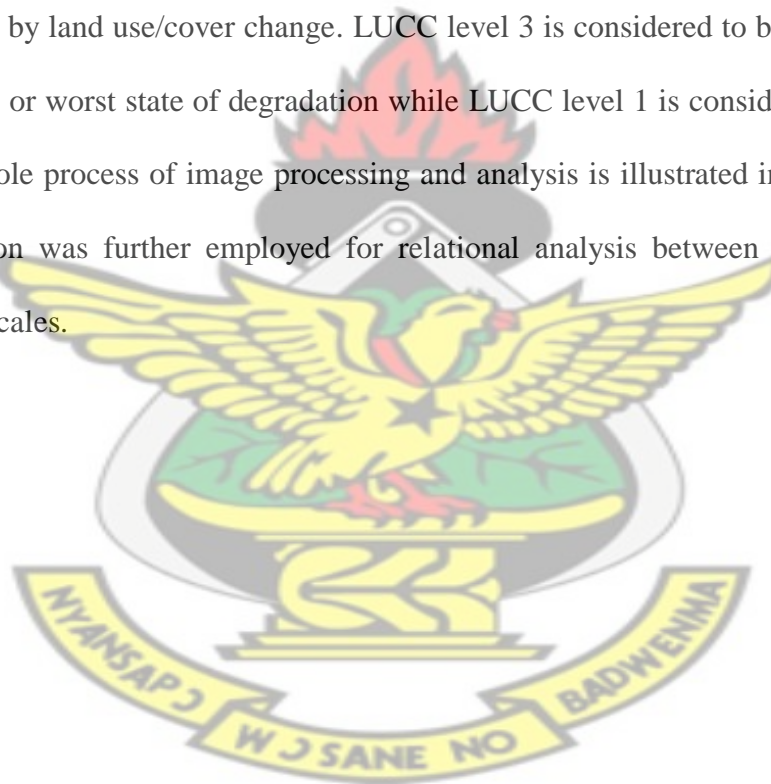 by land use/cover change. LUCC level 3 is considered to b
or worst state of degradation while LUCC level 1 is consid
ole process of image processing and analysis is illustrated i
on was further employed for relational analysis between
cales.
NYANSAPƆ WƆSANE NO BADWENMA